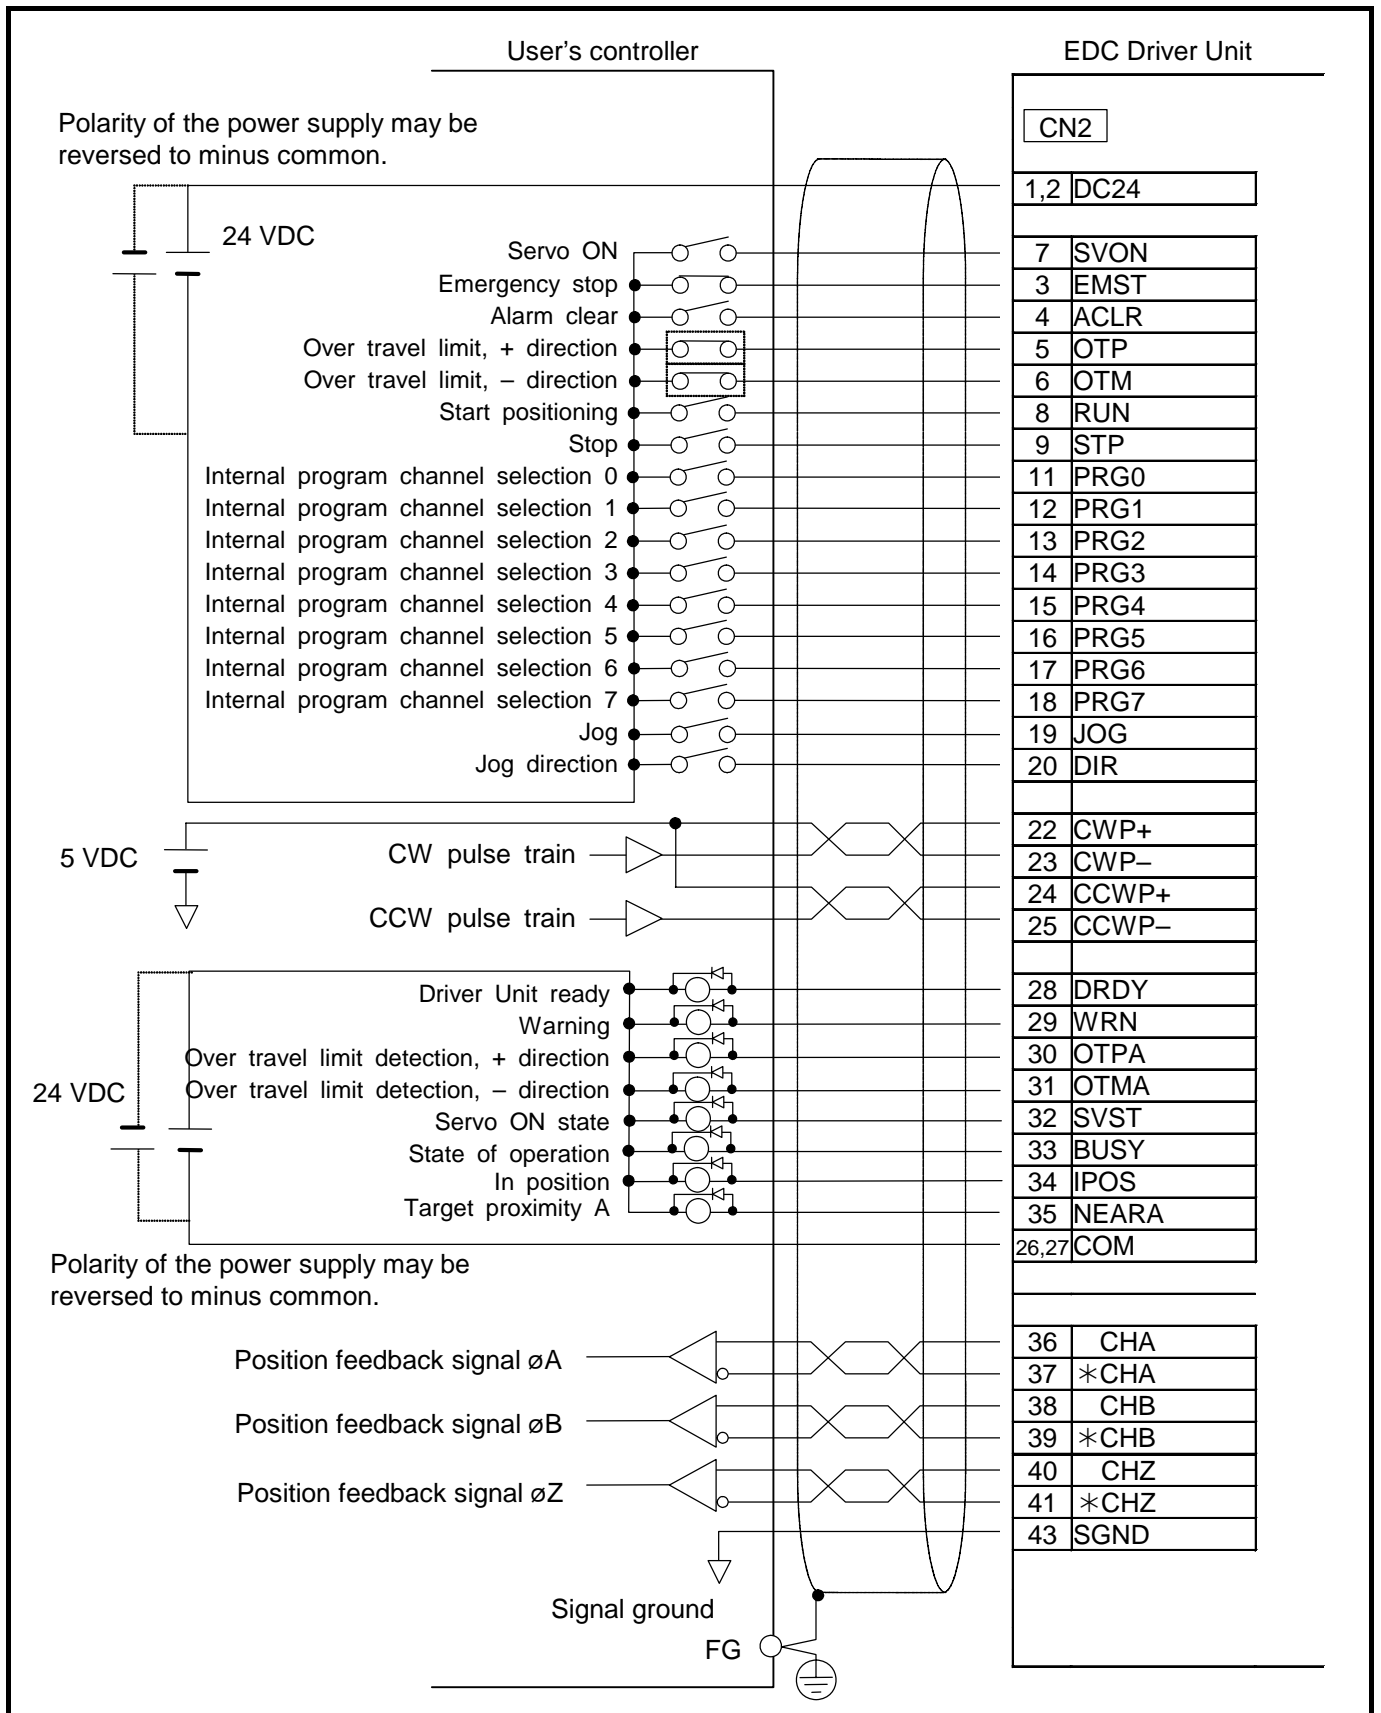 User's controller
EDC Driver Unit
Polarity of the power supply may be
reversed to minus common.
CN2
1,2 DC24
24 VDC
Servo ON 7 SVON
Emergency stop 3 EMST
Alarm clear 4 ACLR
Over travel limit, + direction 5 OTP
Over travel limit, – direction 6 OTM
Start positioning 8 RUN
Stop 9 STP
Internal program channel selection 0 11 PRG0
Internal program channel selection 1 12 PRG1
Internal program channel selection 2 13 PRG2
Internal program channel selection 3 14 PRG3
Internal program channel selection 4 15 PRG4
Internal program channel selection 5 16 PRG5
Internal program channel selection 6 17 PRG6
Internal program channel selection 7 18 PRG7
Jog 19 JOG
Jog direction 20 DIR
22 CWP+
5 VDC
CW pulse train 23 CWP–
24 CCWP+
CCW pulse train 25 CCWP–
Driver Unit ready 28 DRDY
Warning 29 WRN
Over travel limit detection, + direction 30 OTPA
Over travel limit detection, – direction 31 OTMA
24 VDC
Servo ON state 32 SVST
State of operation 33 BUSY
In position 34 IPOS
Target proximity A 35 NEARA
26,27 COM
Polarity of the power supply may be
reversed to minus common.
Position feedback signal øA
36 CHA
37 ＊CHA
Position feedback signal øB
38 CHB
39 ＊CHB
Position feedback signal øZ
40 CHZ
41 ＊CHZ
43 SGND
Signal ground
FG